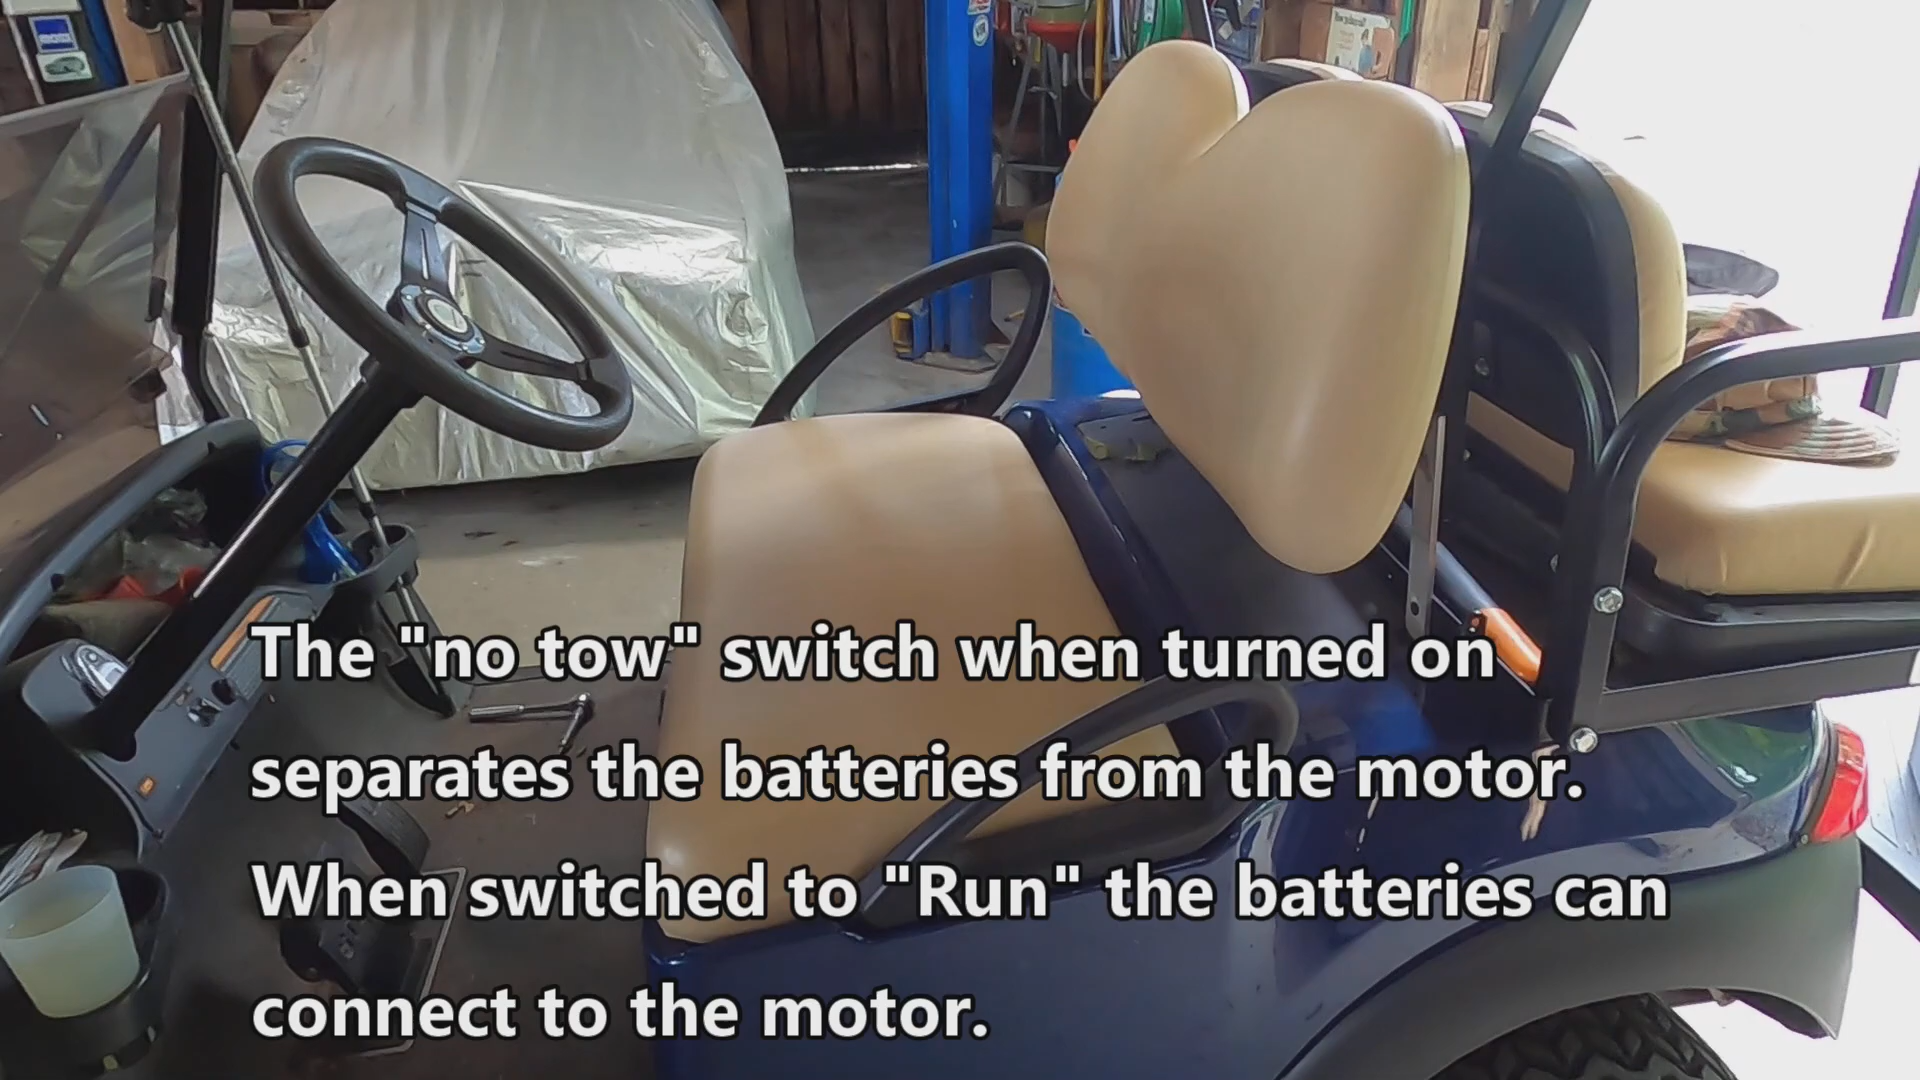 The "no tow" switch when turned on
separates the batteries from the motor.
When switched to "Run" the batteries can
connect to the motor.